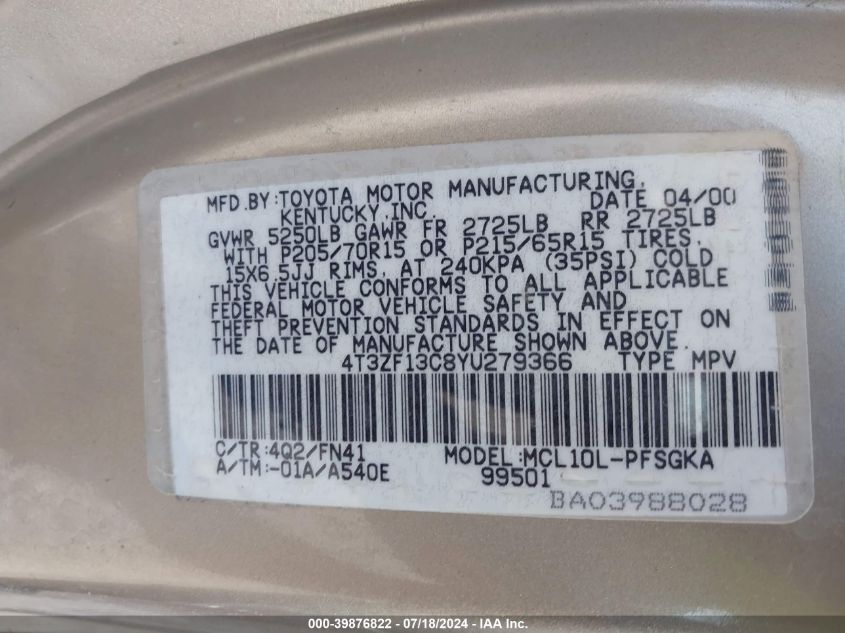 MFD.BY:TOYOTA MOTOR MANUFACTURING,
KENTUCKY,INC. DATE 04/00
GVWR 5250LB GAWR FR 2725LB RR 2725LB
WITH P205/70R15 OR P215/65R15 TIRES,
15X6.5JJ RIMS, AT 240KPA (35PSI) COLD
THIS VEHICLE CONFORMS TO ALL APPLICABLE
FEDERAL MOTOR VEHICLE SAFETY AND
THEFT PREVENTION STANDARDS IN EFFECT ON
THE DATE OF MANUFACTURE SHOWN ABOVE.
4T3ZF13C8YU279366 TYPE MPV
C/TR:4Q2/FN41 MODEL:MCL10L-PFSGKA
A/TM:-01A/A540E 99501
BA03988028
000-39876822 - 07/18/2024 - IAA Inc.